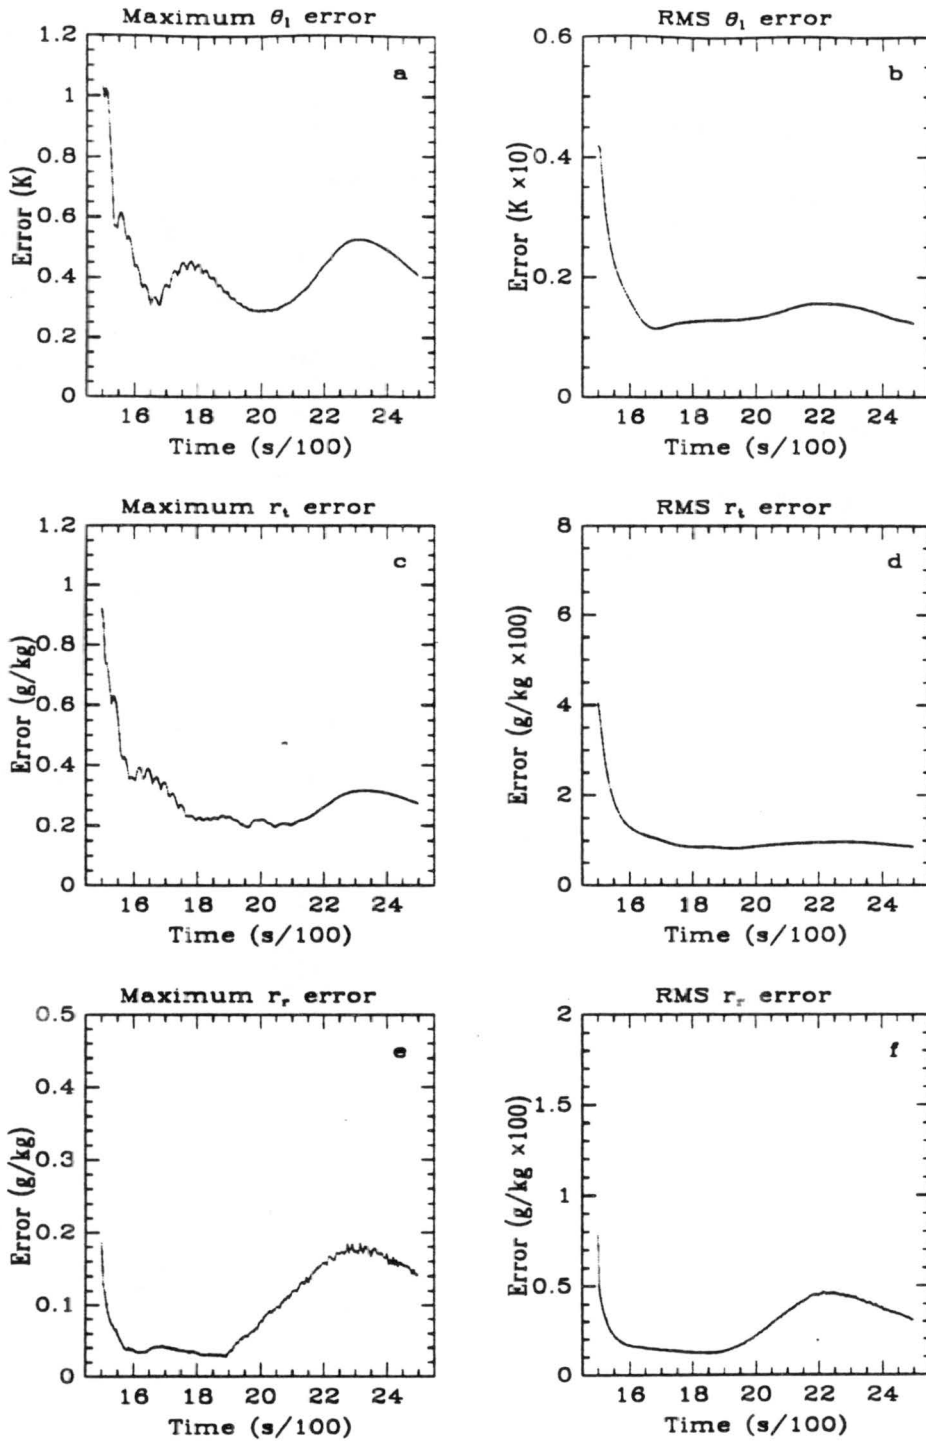 Maximum θ_l error
1.2
1
0.8
0.6
0.4
0.2
0
Error (K)
a
16 18 20 22 24
Time (s/100)
RMS θ_l error
0.6
0.4
0.2
0
Error (K ×10)
b
16 18 20 22 24
Time (s/100)
Maximum r_t error
1.2
1
0.8
0.6
0.4
0.2
0
Error (g/kg)
c
16 18 20 22 24
Time (s/100)
RMS r_t error
8
6
4
2
0
Error (g/kg ×100)
d
16 18 20 22 24
Time (s/100)
Maximum r_r error
0.5
0.4
0.3
0.2
0.1
0
Error (g/kg)
e
16 18 20 22 24
Time (s/100)
RMS r_r error
2
1.5
1
0.5
0
Error (g/kg ×100)
f
16 18 20 22 24
Time (s/100)